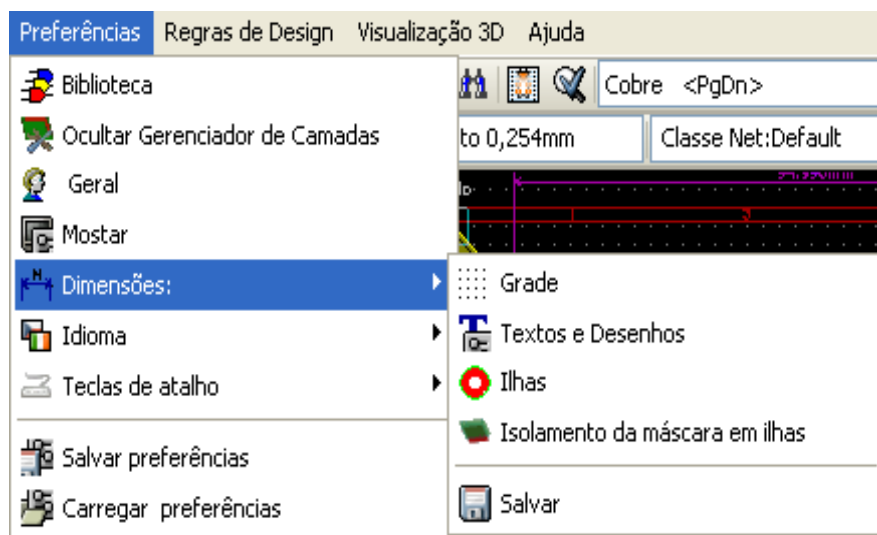 Preferências Regras de Design Visualização 3D Ajuda
Biblioteca
Cobre <PgDn>
Ocultar Gerenciador de Camadas
to 0,254mm
Classe Net:Default
Geral
Mostar
Dimensões:
Grade
Idioma
Textos e Desenhos
Teclas de atalho
Ilhas
Isolamento da máscara em ilhas
Salvar preferências
Carregar preferências
Salvar